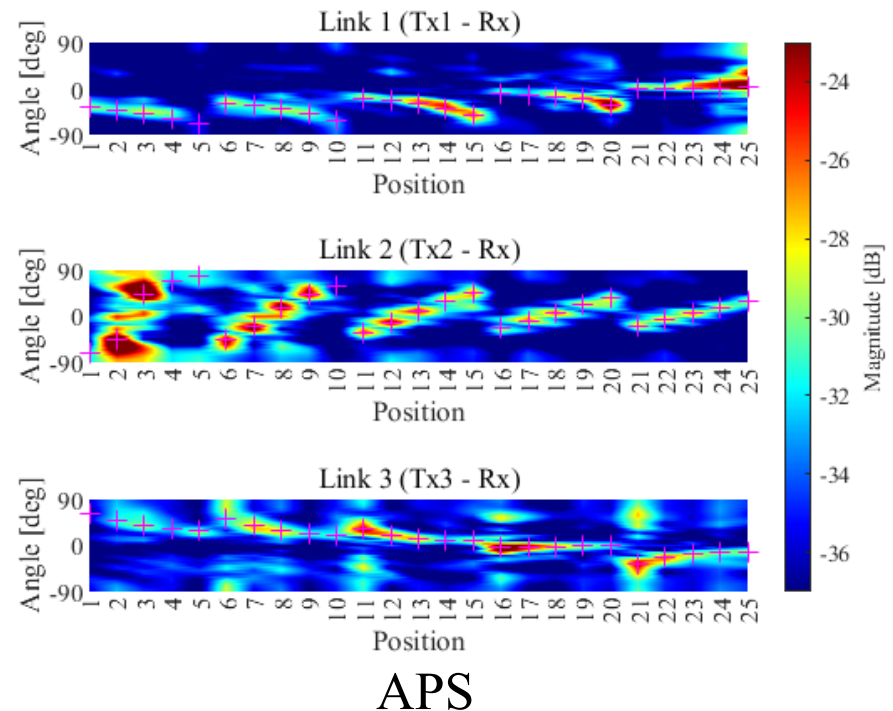 Link 1 (Tx1 - Rx)
Angle [deg]
90
0
-90
1 2 3 4 5 6 7 8 9 10 11 12 13 14 15 16 17 18 19 20 21 22 23 24 25
Position
Link 2 (Tx2 - Rx)
Angle [deg]
90
0
-90
1 2 3 4 5 6 7 8 9 10 11 12 13 14 15 16 17 18 19 20 21 22 23 24 25
Position
Link 3 (Tx3 - Rx)
Angle [deg]
90
0
-90
1 2 3 4 5 6 7 8 9 10 11 12 13 14 15 16 17 18 19 20 21 22 23 24 25
Position
-24
-26
-28
-30
-32
-34
-36
Magnitude [dB]
APS